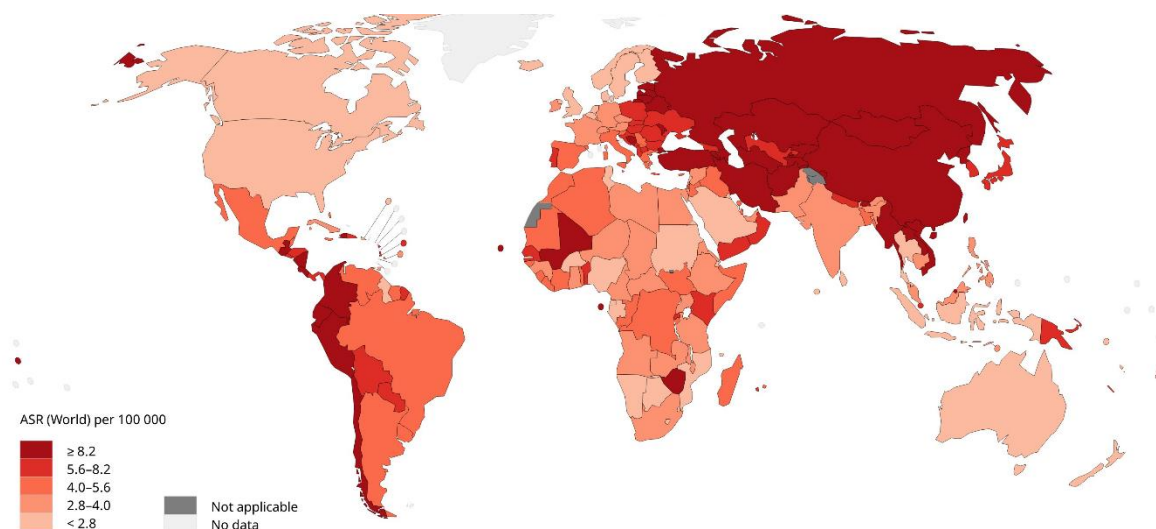 ASR (World) per 100 000
≥ 8.2
5.6–8.2
4.0–5.6
2.8–4.0
< 2.8
Not applicable
No data